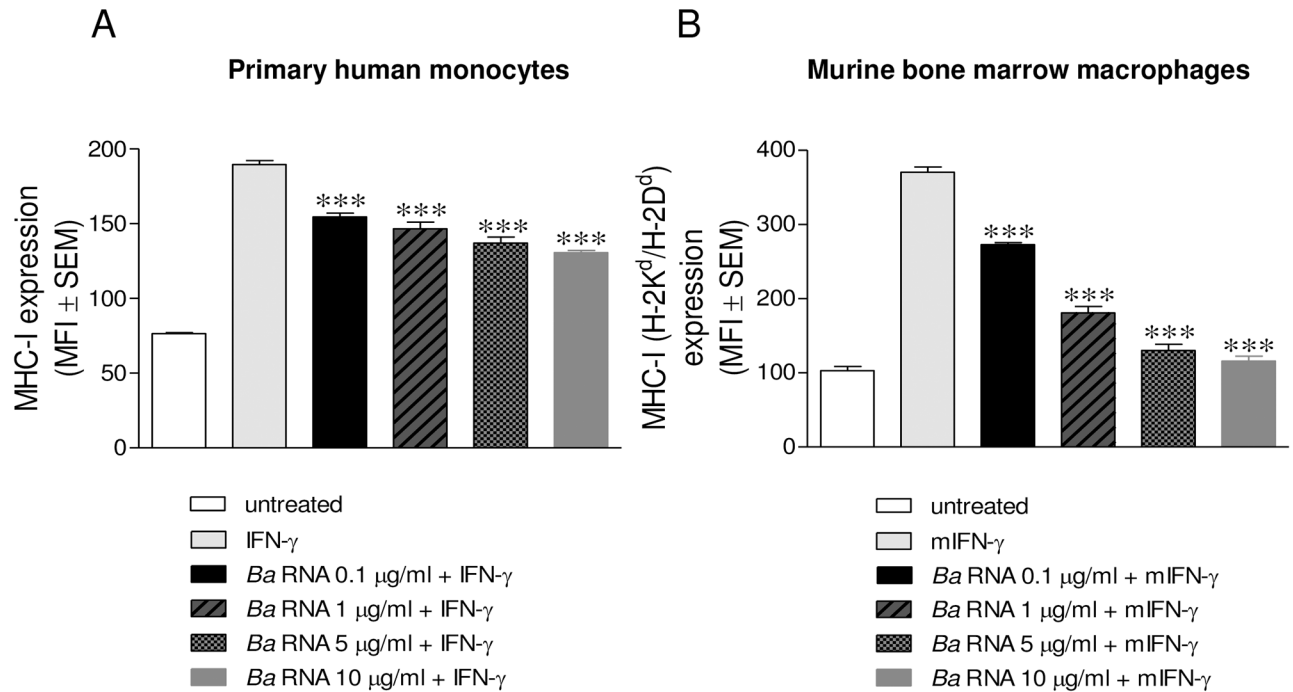 A
Primary human monocytes
MHC-I expression
(MFI ± SEM)
200
150
100
50
0
***
***
***
***
untreated
IFN-γ
Ba RNA 0.1 μg/ml + IFN-γ
Ba RNA 1 μg/ml + IFN-γ
Ba RNA 5 μg/ml + IFN-γ
Ba RNA 10 μg/ml + IFN-γ
B
Murine bone marrow macrophages
MHC-I (H-2Kᵈ/H-2Dᵈ)
expression
(MFI ± SEM)
400
300
200
100
0
***
***
***
***
untreated
mIFN-γ
Ba RNA 0.1 μg/ml + mIFN-γ
Ba RNA 1 μg/ml + mIFN-γ
Ba RNA 5 μg/ml + mIFN-γ
Ba RNA 10 μg/ml + mIFN-γ